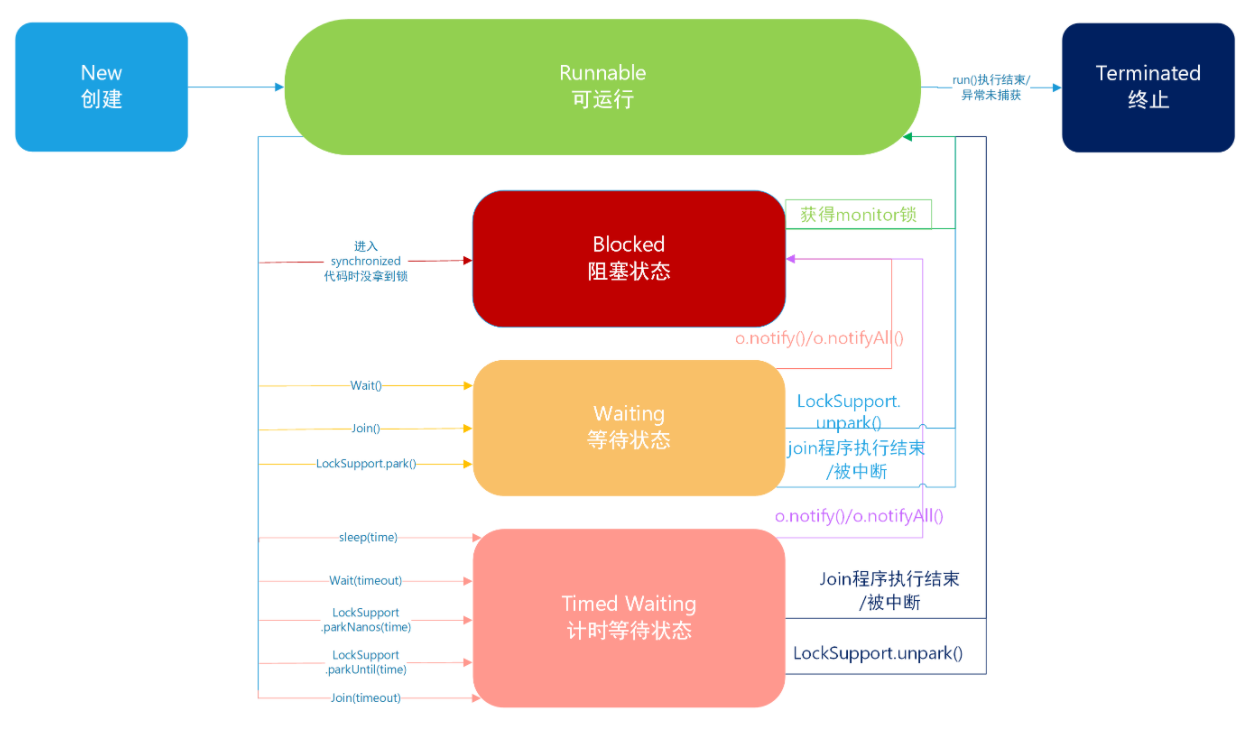 New
创建
Runnable
可运行
run()执行结束/
异常未捕获
Terminated
终止
进入
synchronized
代码时没拿到锁
Blocked
阻塞状态
获得monitor锁
o.notify()/o.notifyAll()
Wait()
Join()
LockSupport.park()
Waiting
等待状态
LockSupport.
unpark()
join程序执行结束
/被中断
o.notify()/o.notifyAll()
sleep(time)
Wait(timeout)
LockSupport
.parkNanos(time)
LockSupport
.parkUntil(time)
Join(timeout)
Timed Waiting
计时等待状态
Join程序执行结束
/被中断
LockSupport.unpark()